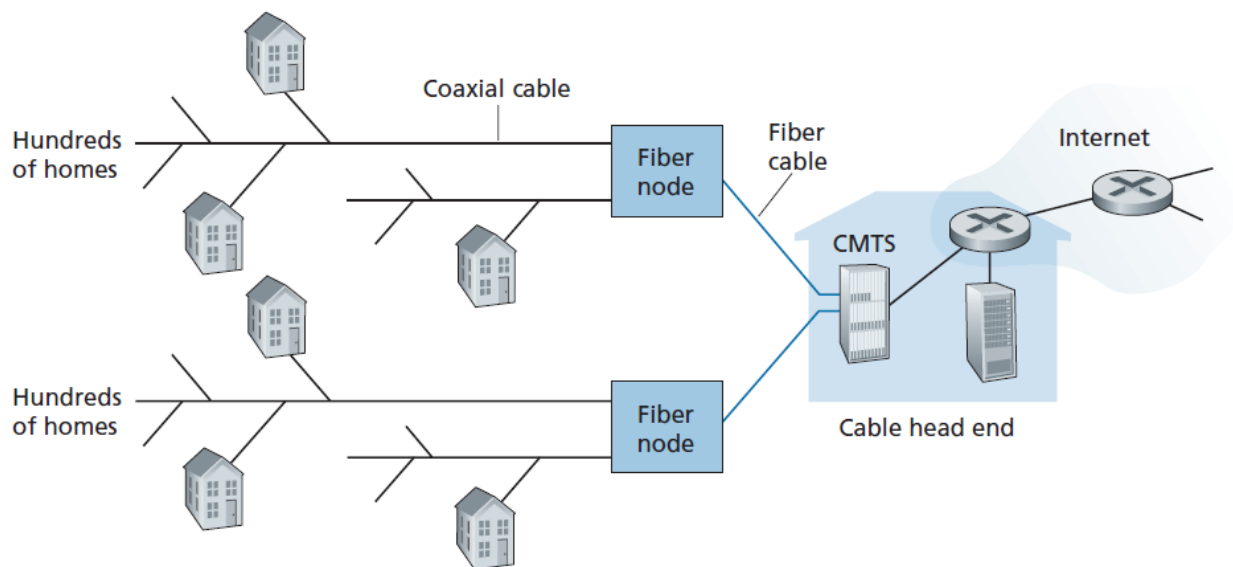 Coaxial cable
Hundreds
of homes
Fiber
node
Fiber
cable
Internet
CMTS
Hundreds
of homes
Fiber
node
Cable head end